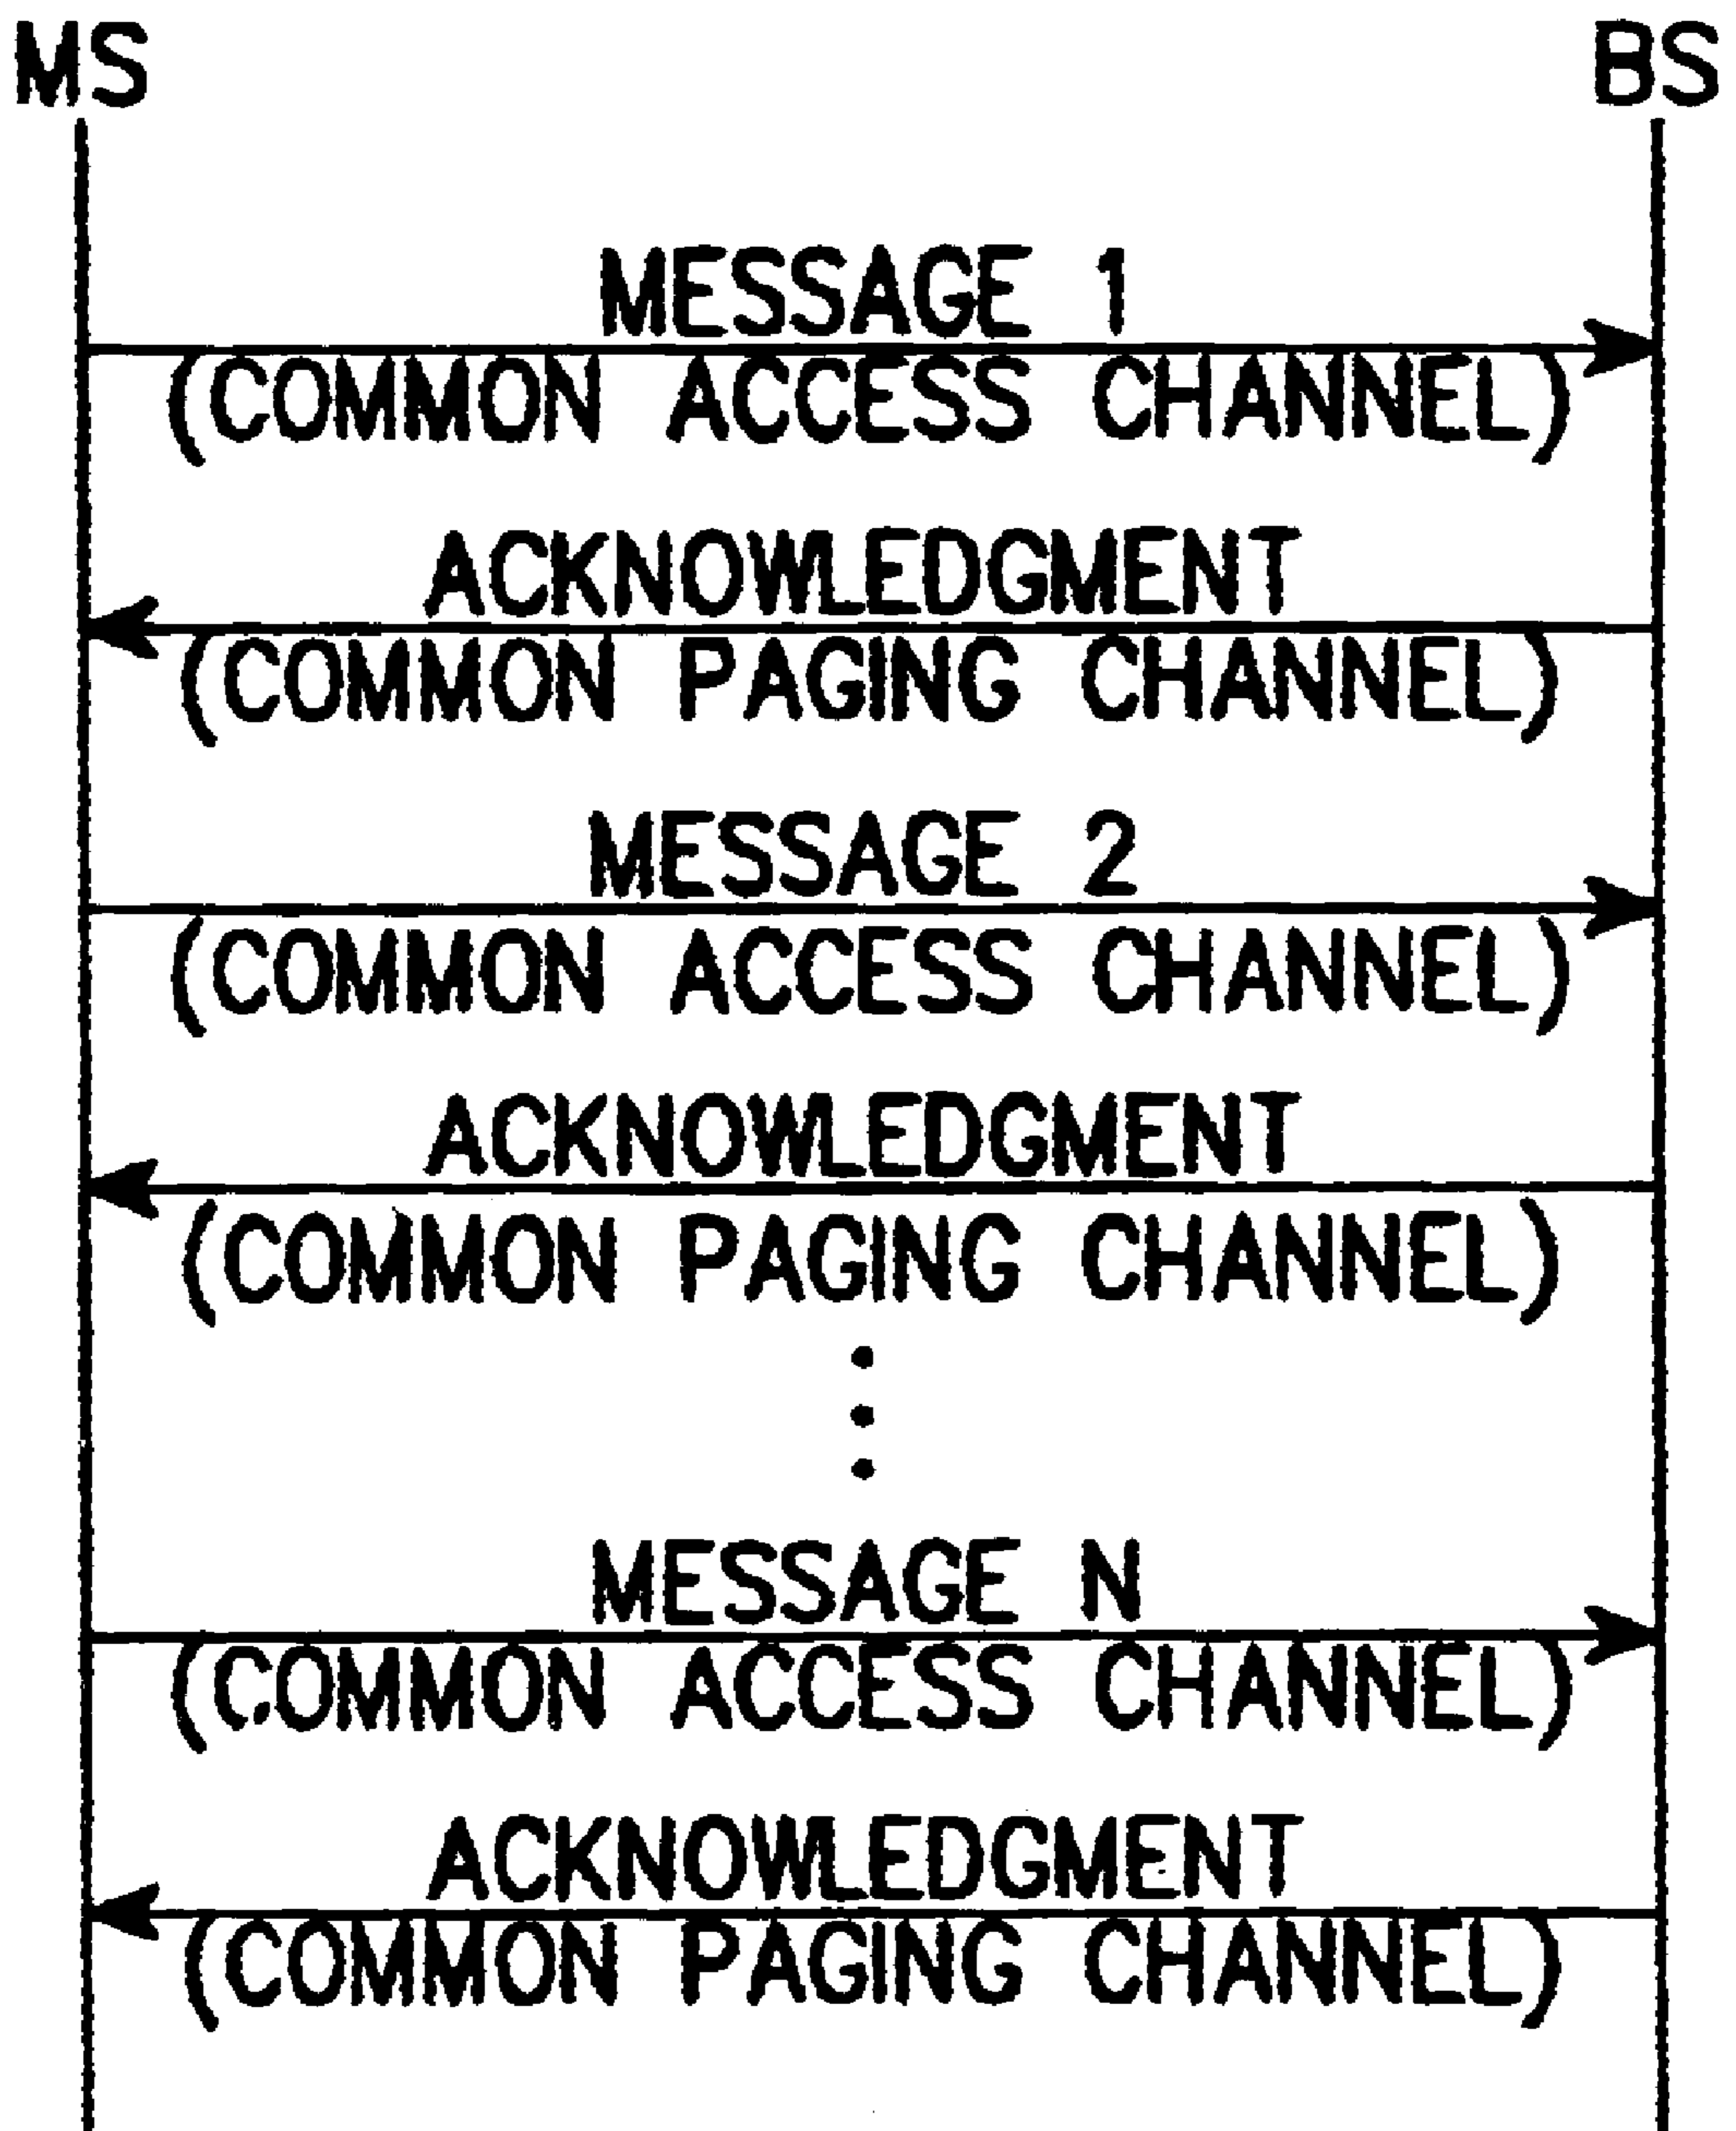 MS BS
MESSAGE 1
(COMMON ACCESS CHANNEL)
ACKNOWLEDGMENT
(COMMON PAGING CHANNEL)
MESSAGE 2
(COMMON ACCESS CHANNEL)
ACKNOWLEDGMENT
(COMMON PAGING CHANNEL)
MESSAGE N
(COMMON ACCESS CHANNEL)
ACKNOWLEDGMENT
(COMMON PAGING CHANNEL)